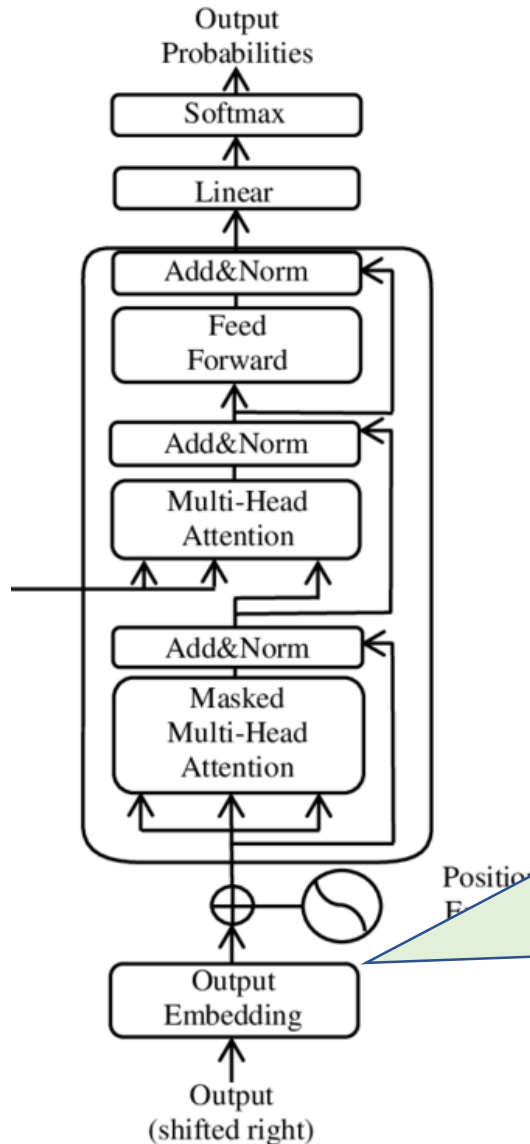 Output
Probabilities
Softmax
Linear
Add&Norm
Feed
Forward
Add&Norm
Multi-Head
Attention
Add&Norm
Masked
Multi-Head
Attention
Output
Embedding
Output
(shifted right)